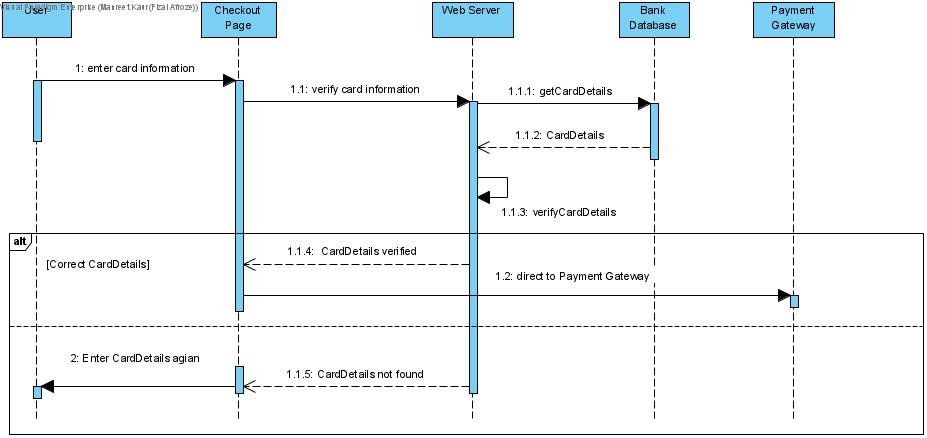 Visual Paradigm Enterprise (Maureet Kaur(Fizal Afroze))
User
Checkout
Page
Web Server
Bank
Database
Payment
Gateway
1: enter card information
1.1: verify card information
1.1.1: getCardDetails
1.1.2: CardDetails
1.1.3: verifyCardDetails
alt
1.1.4: CardDetails verified
[Correct CardDetails]
1.2: direct to Payment Gateway
2: Enter CardDetails agian
1.1.5: CardDetails not found